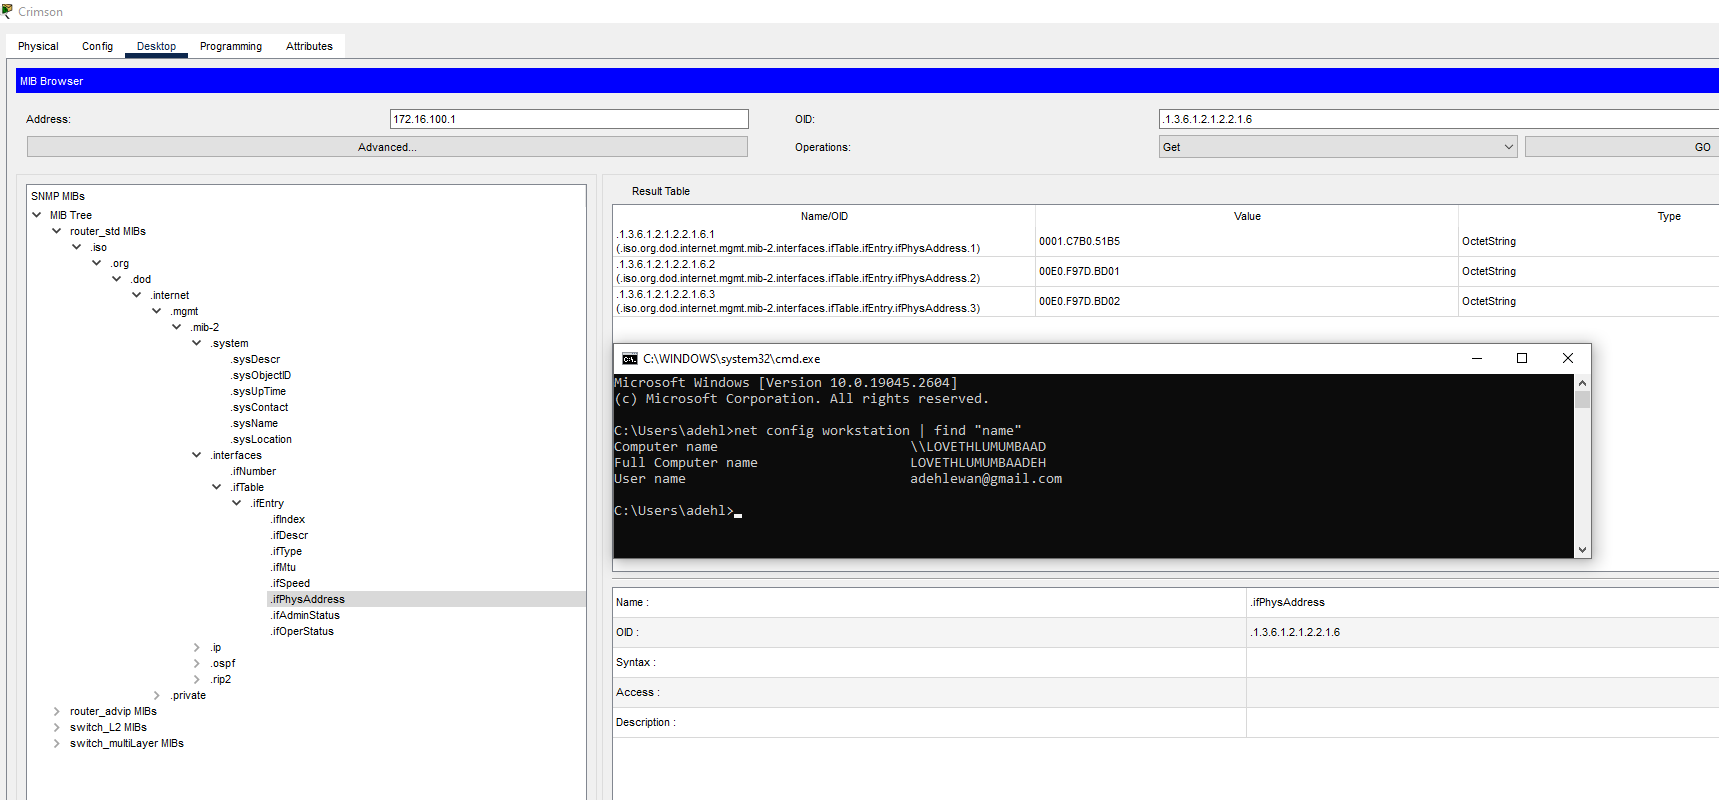 Crimson
Physical Config Desktop Programming Attributes
MIB Browser
Address: 172.16.100.1 OID: .1.3.6.1.2.1.2.2.1.6
Advanced... Operations: Get GO
SNMP MIBs
MIB Tree
router_std MIBs
.iso
.org
.dod
.internet
.mgmt
.mib-2
.system
.sysDescr
.sysObjectID
.sysUpTime
.sysContact
.sysName
.sysLocation
.interfaces
.ifNumber
.ifTable
.ifEntry
.ifIndex
.ifDescr
.ifType
.ifMtu
.ifSpeed
.ifPhysAddress
.ifAdminStatus
.ifOperStatus
.ip
.ospf
.rip2
.private
router_advip MIBs
switch_L2 MIBs
switch_multiLayer MIBs
Result Table
Name/OID Value Type
.1.3.6.1.2.1.2.2.1.6.1
(.iso.org.dod.internet.mgmt.mib-2.interfaces.ifTable.ifEntry.ifPhysAddress.1) 0001.C7B0.51B5 OctetString
.1.3.6.1.2.1.2.2.1.6.2
(.iso.org.dod.internet.mgmt.mib-2.interfaces.ifTable.ifEntry.ifPhysAddress.2) 00E0.F97D.BD01 OctetString
.1.3.6.1.2.1.2.2.1.6.3
(.iso.org.dod.internet.mgmt.mib-2.interfaces.ifTable.ifEntry.ifPhysAddress.3) 00E0.F97D.BD02 OctetString
C:\WINDOWS\system32\cmd.exe
Microsoft Windows [Version 10.0.19045.2604]
(c) Microsoft Corporation. All rights reserved.
C:\Users\adehl>net config workstation | find "name"
Computer name \\LOVETHLUMUMBAAD
Full Computer name LOVETHLUMUMBAADEH
User name adehlewan@gmail.com
C:\Users\adehl>
Name : .ifPhysAddress
OID : .1.3.6.1.2.1.2.2.1.6
Syntax :
Access :
Description :